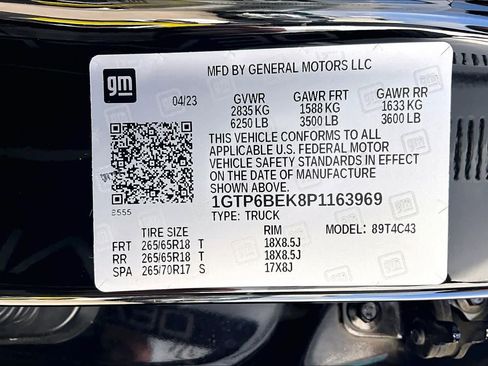 gm
MFD BY GENERAL MOTORS LLC
04/23 GVWR GAWR FRT GAWR RR
2835 KG 1588 KG 1633 KG
6250 LB 3500 LB 3600 LB
THIS VEHICLE CONFORMS TO ALL
APPLICABLE U.S. FEDERAL MOTOR
VEHICLE SAFETY STANDARDS IN EFFECT
ON THE DATE OF MANUFACTURE
SHOWN ABOVE.
1GTP6BEK8P1163969
8555 TYPE: TRUCK
TIRE SIZE RIM MODEL: 89T4C43
FRT 265/65R18 T 18X8.5J
RR 265/65R18 T 18X8.5J
SPA 265/70R17 S 17X8J